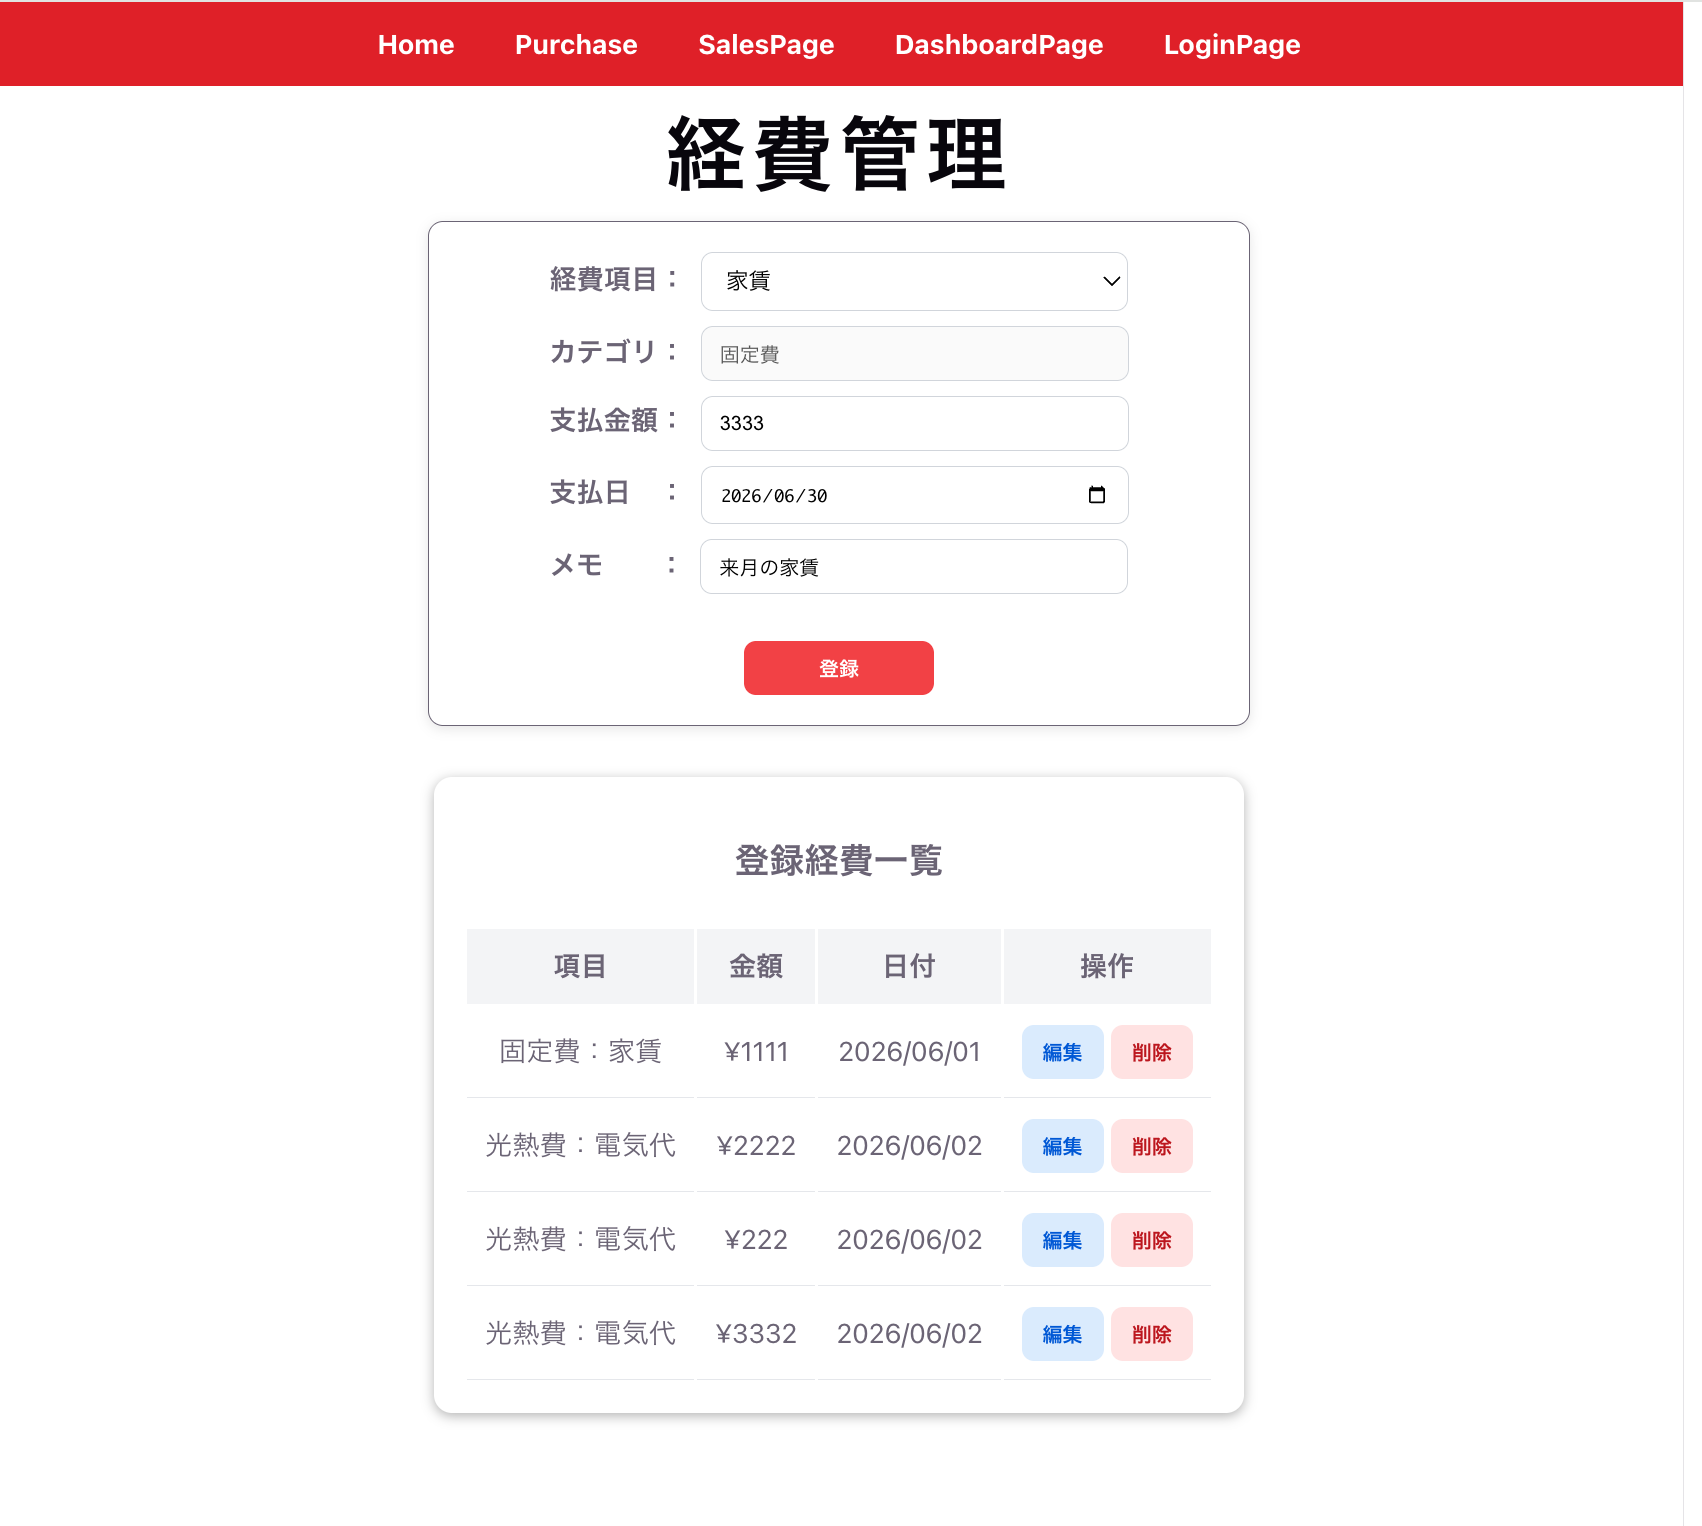 Home Purchase SalesPage DashboardPage LoginPage
経費管理
経費項目： 家賃
カテゴリ： 固定費
支払金額： 3333
支払日　： 2026/06/30
メモ　　： 来月の家賃
登録
登録経費一覧
項目 金額 日付 操作
固定費：家賃 ¥1111 2026/06/01 編集 削除
光熱費：電気代 ¥2222 2026/06/02 編集 削除
光熱費：電気代 ¥222 2026/06/02 編集 削除
光熱費：電気代 ¥3332 2026/06/02 編集 削除